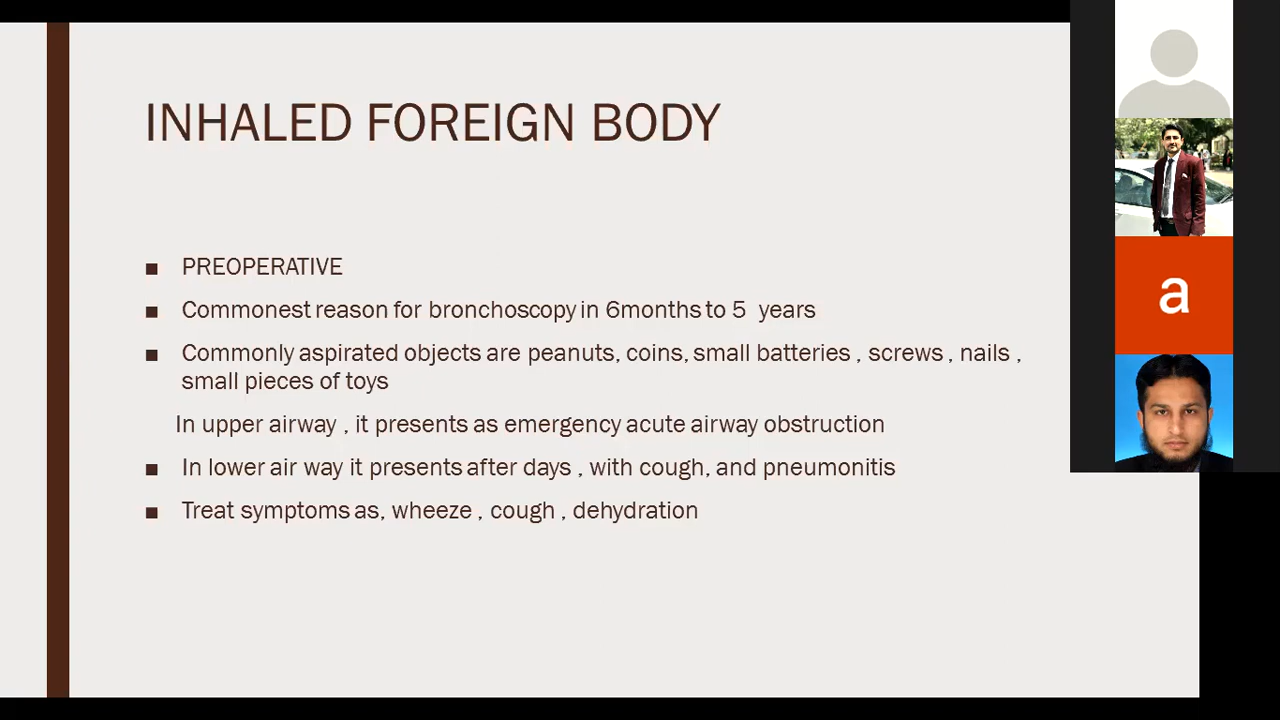 INHALED FOREIGN BODY
■ PREOPERATIVE
■ Commonest reason for bronchoscopy in 6months to 5 years
■ Commonly aspirated objects are peanuts, coins, small batteries , screws , nails ,
small pieces of toys
In upper airway , it presents as emergency acute airway obstruction
■ In lower air way it presents after days , with cough, and pneumonitis
■ Treat symptoms as, wheeze , cough , dehydration
a